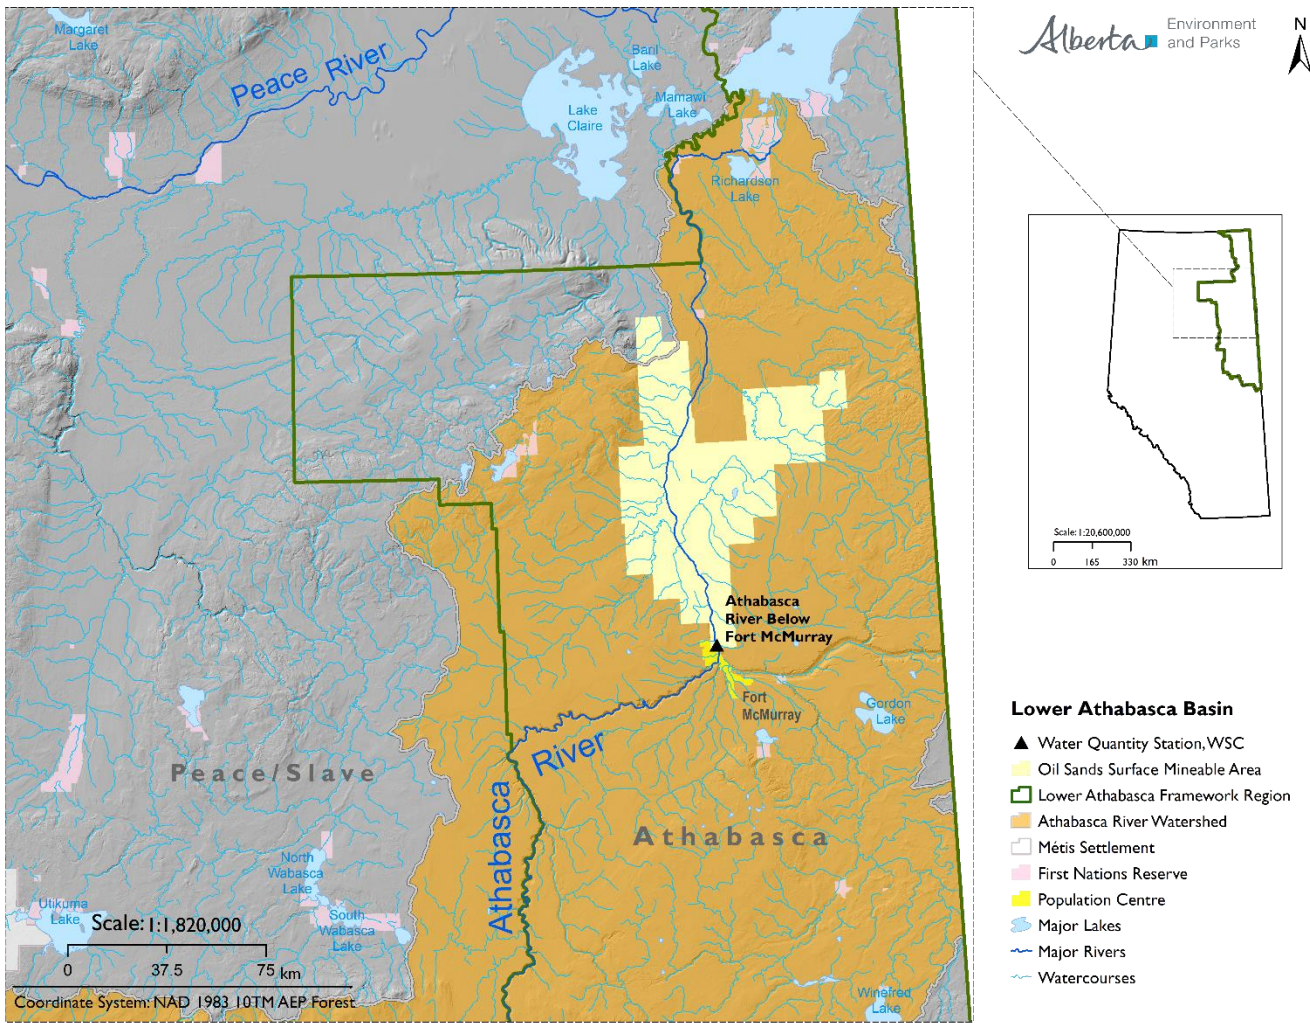 Margaret
Lake
Peace River
Baril
Lake
Mamawi
Lake
Lake
Claire
Richardson
Lake
Athabasca
River Below
Fort McMurray
Fort
McMurray
Gordon
Lake
River
Athabasca
Peace/Slave
Athabasca
North
Wabasca
Lake
South
Wabasca
Lake
Utikuma
Lake
Winefred
Lake
Scale: 1:1,820,000
0 37.5 75 km
Coordinate System: NAD 1983 10TM AEP Forest
Alberta
Environment
and Parks
N
Scale: 1:20,600,000
0 165 330 km
Lower Athabasca Basin
Water Quantity Station, WSC
Oil Sands Surface Mineable Area
Lower Athabasca Framework Region
Athabasca River Watershed
Métis Settlement
First Nations Reserve
Population Centre
Major Lakes
Major Rivers
Watercourses